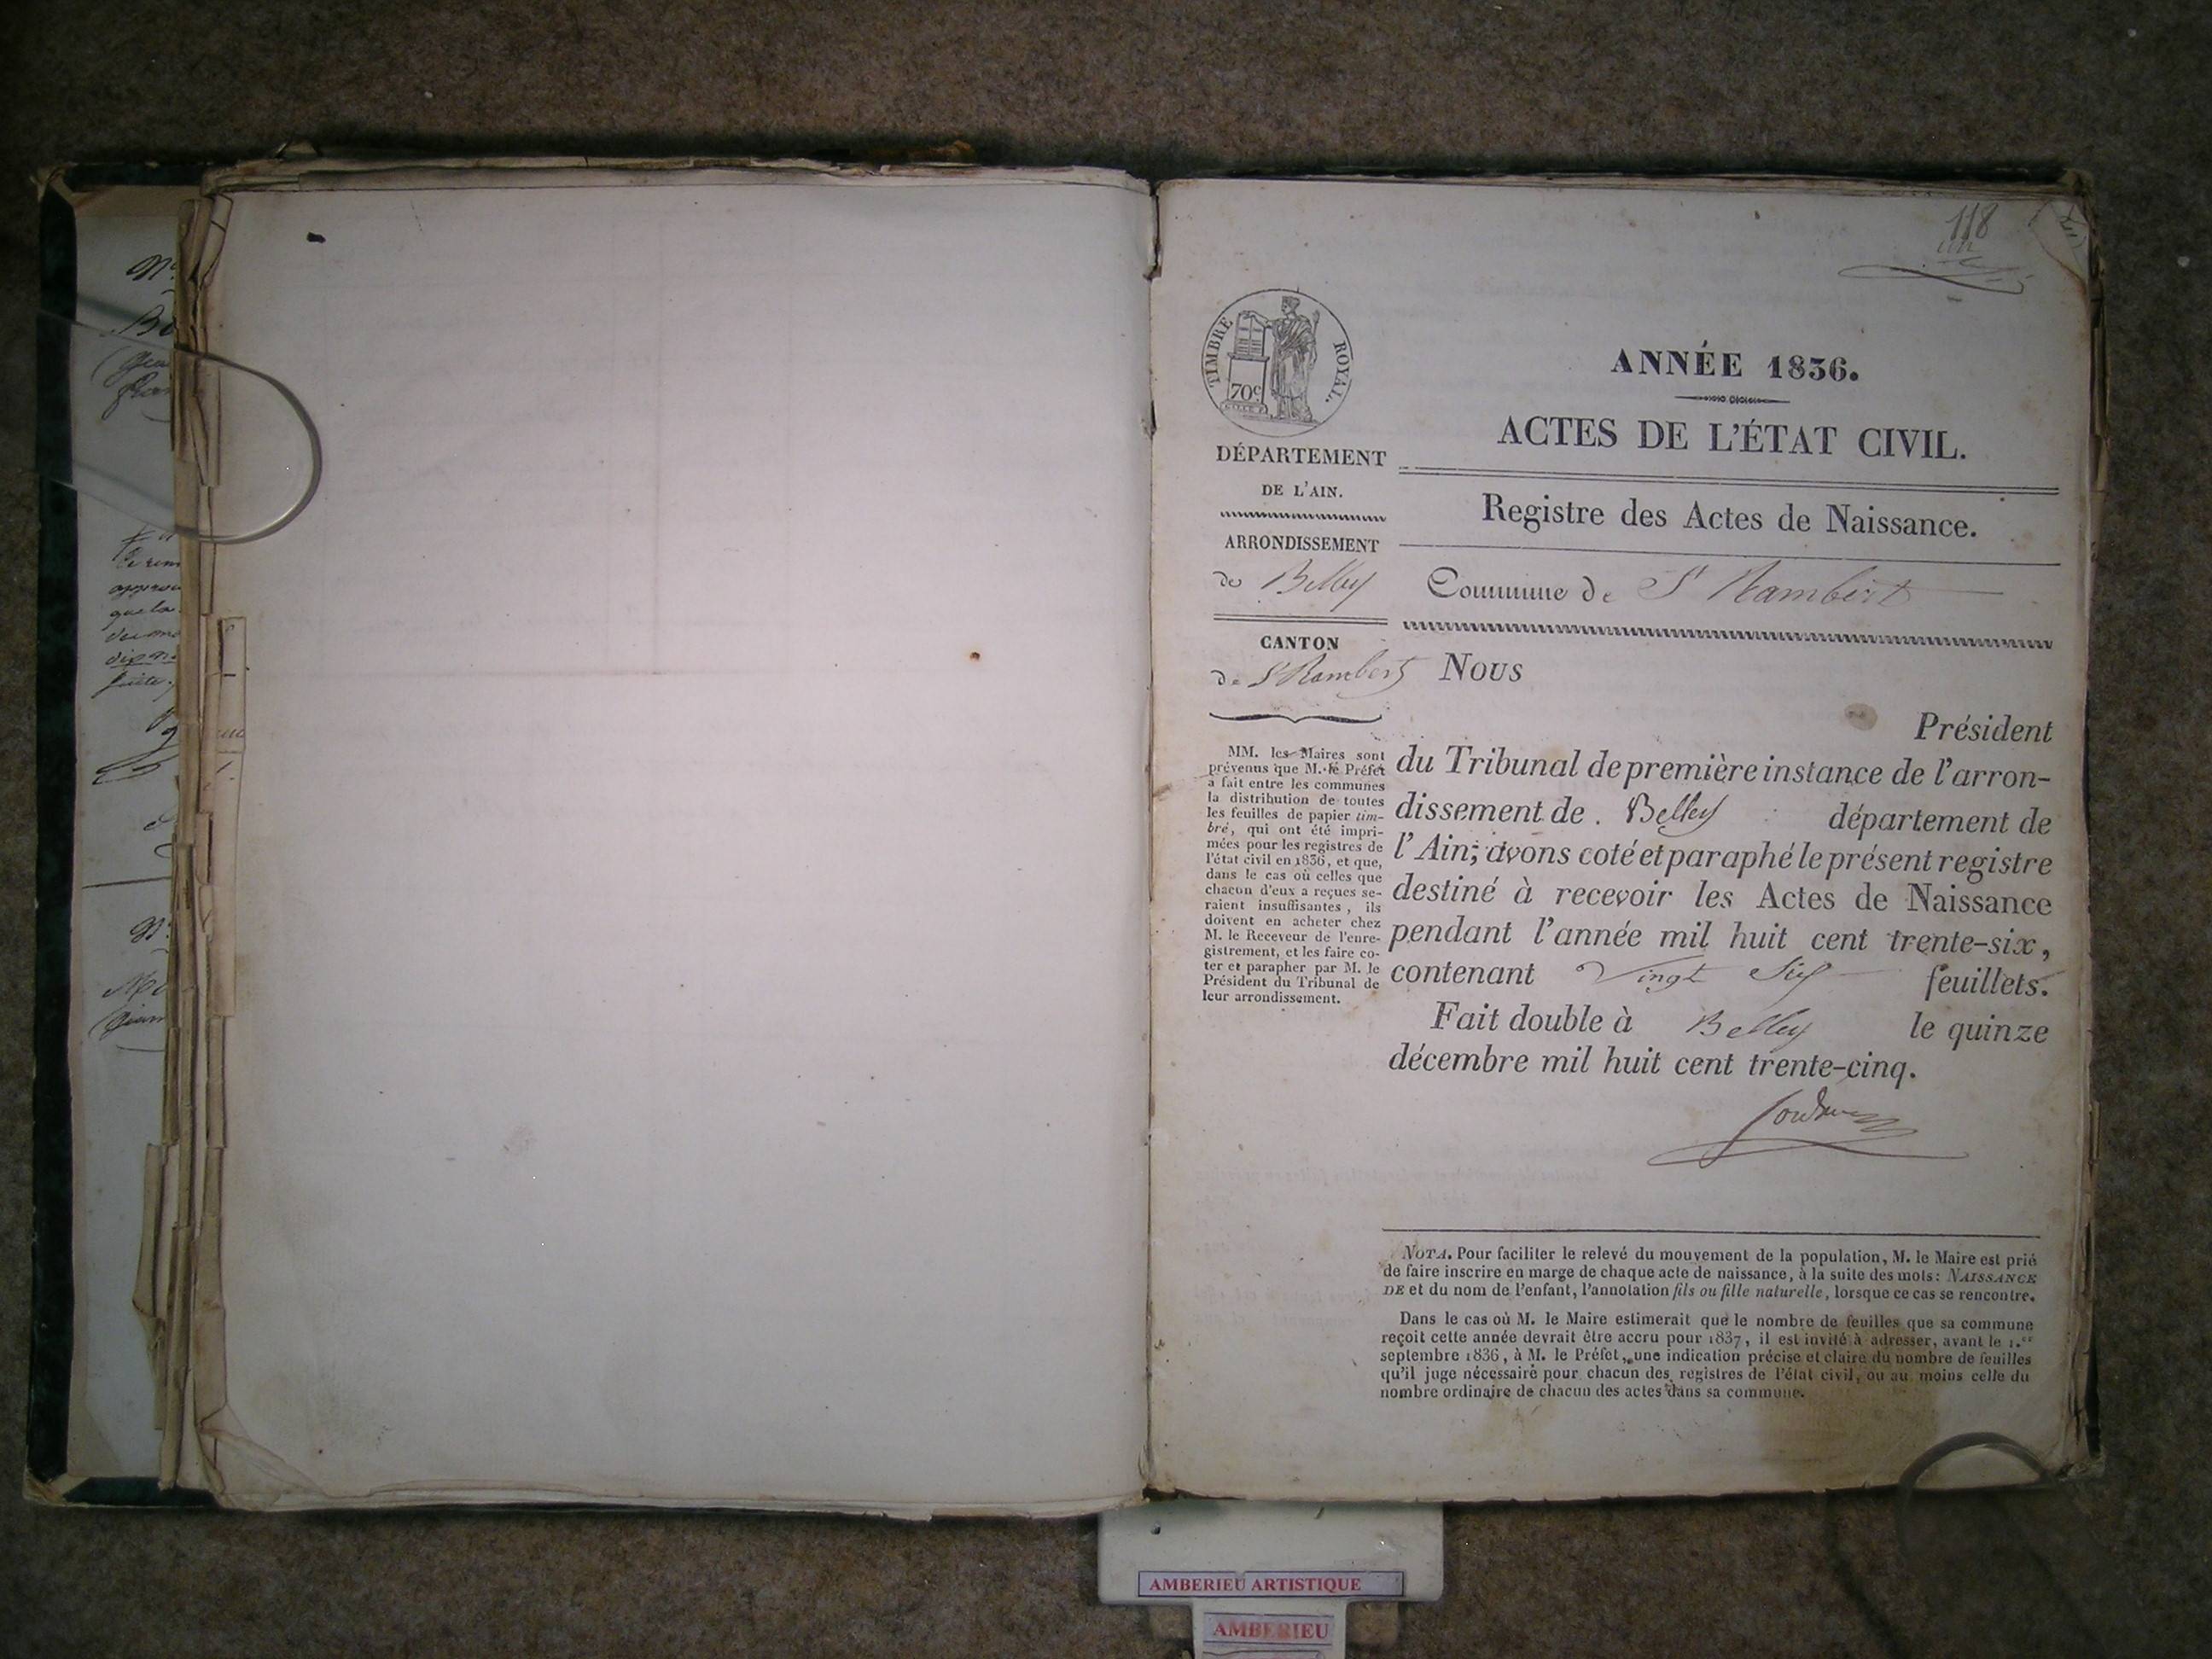 118
un
TIMBRE ROYAL.
70c
ANNÉE 1836.
ACTES DE L'ÉTAT CIVIL.
Registre des Actes de Naissance.
Commune de St Rambert
DÉPARTEMENT
DE L'AIN.
ARRONDISSEMENT
de Belley
CANTON
de St Rambert
MM. les Maires sont
prévenus que M. le Préfet
a fait entre les communes
la distribution de toutes
les feuilles de papier tim-
bré, qui ont été impri-
mées pour les registres de
l'état civil en 1836, et que,
dans le cas où celles que
chacun d'eux a reçues se-
raient insuffisantes, ils
doivent en acheter chez
M. le Receveur de l'enre-
gistrement, et les faire co-
ter et parapher par M. le
Président du Tribunal de
leur arrondissement.
Nous
Président
du Tribunal de première instance de l'arron-
dissement de Belley département de
l'Ain; avons coté et paraphé le présent registre
destiné à recevoir les Actes de Naissance
pendant l'année mil huit cent trente-six,
contenant Vingt Six feuillets.
Fait double à Belley le quinze
décembre mil huit cent trente-cinq.
NOTA. Pour faciliter le relevé du mouvement de la population, M. le Maire est prié
de faire inscrire en marge de chaque acte de naissance, à la suite des mots: NAISSANCE
DE et du nom de l'enfant, l'annotation fils ou fille naturelle, lorsque ce cas se rencontre.
Dans le cas où M. le Maire estimerait que le nombre de feuilles que sa commune
reçoit cette année devrait être accru pour 1837, il est invité à adresser, avant le 1.er
septembre 1836, à M. le Préfet, une indication précise et claire du nombre de feuilles
qu'il juge nécessaire pour chacun des registres de l'état civil, ou au moins celle du
nombre ordinaire de chacun des actes dans sa commune.
AMBERIEU ARTISTIQUE
AMBERIEU